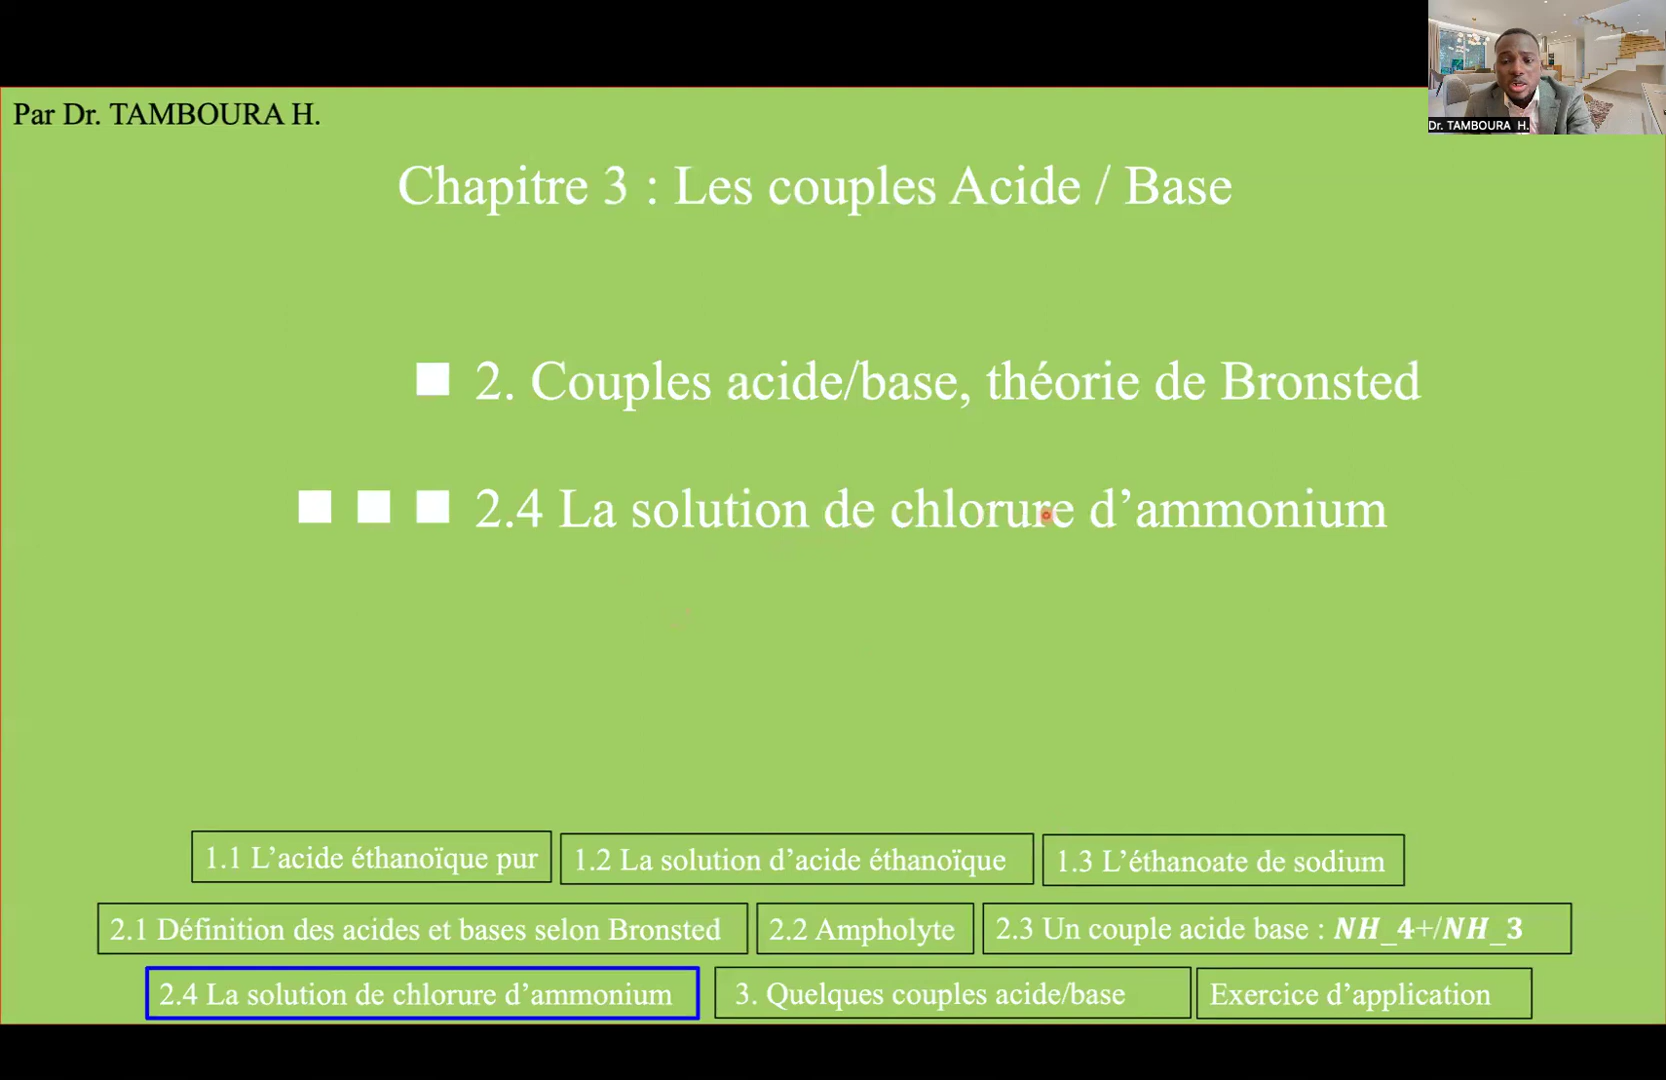 Dr. TAMBOURA H.
Par Dr. TAMBOURA H.
Chapitre 3 : Les couples Acide / Base
2. Couples acide/base, théorie de Bronsted
2.4 La solution de chlorure d’ammonium
1.1 L’acide éthanoïque pur
1.2 La solution d’acide éthanoïque
1.3 L’éthanoate de sodium
2.1 Définition des acides et bases selon Bronsted
2.2 Ampholyte
2.3 Un couple acide base : NH_4+/NH_3
2.4 La solution de chlorure d’ammonium
3. Quelques couples acide/base
Exercice d’application